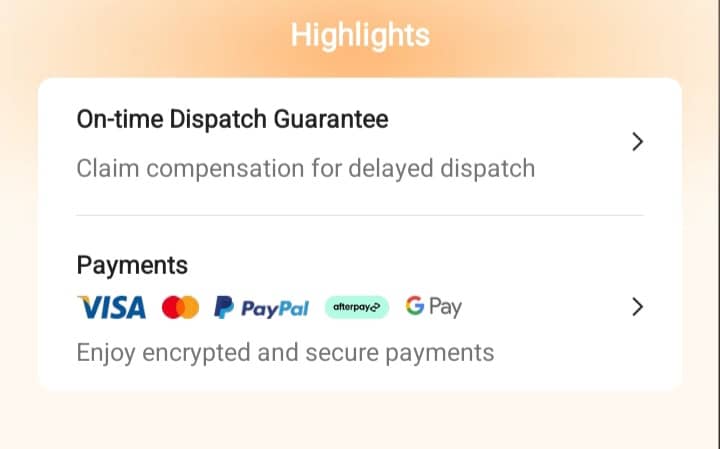 Highlights
On-time Dispatch Guarantee
Claim compensation for delayed dispatch
Payments
VISA PayPal afterpay G Pay
Enjoy encrypted and secure payments